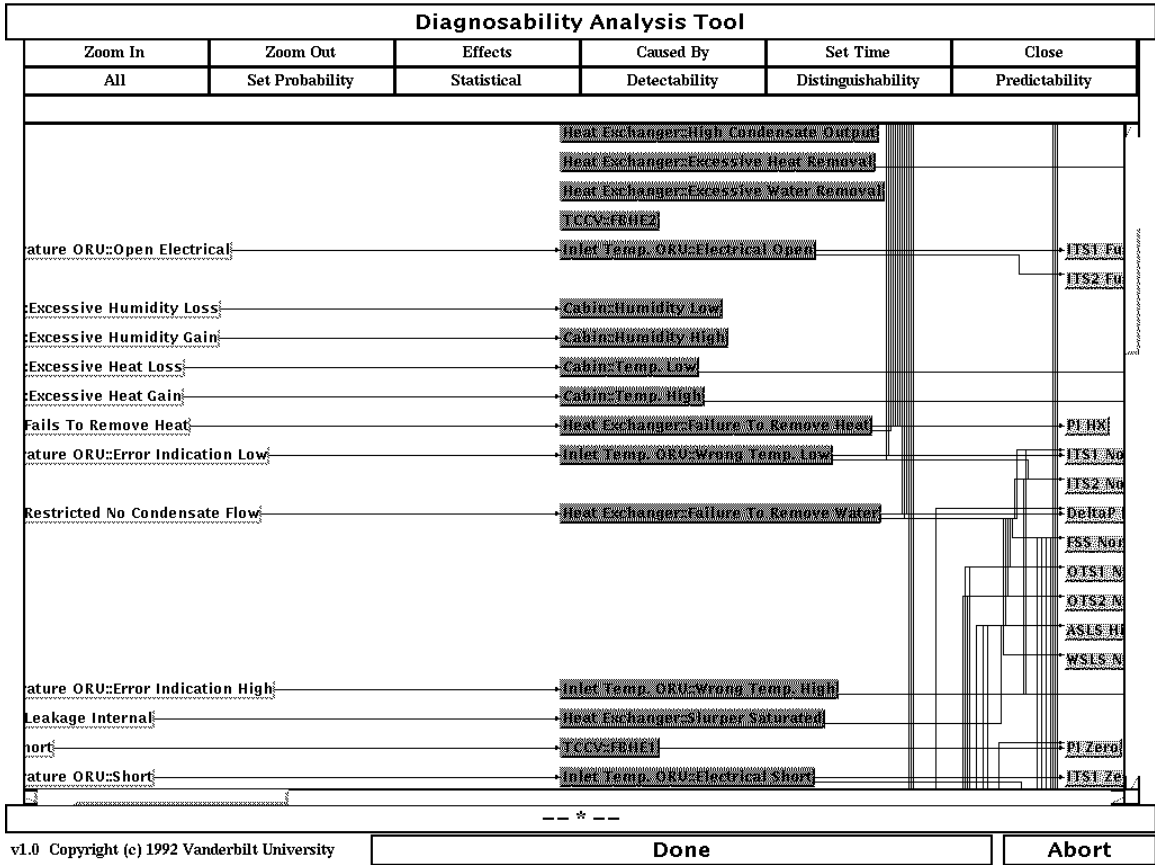 Diagnosability Analysis Tool
Zoom In Zoom Out Effects Caused By Set Time Close
All Set Probability Statistical Detectability Distinguishability Predictability
Heat Exchanger::High Condensate Output
Heat Exchanger::Excessive Heat Removal
Heat Exchanger::Excessive Water Removal
TCCV::FBHE2
rature ORU::Open Electrical Inlet Temp. ORU::Electrical Open ITS1 Fu
ITS2 Fu
:Excessive Humidity Loss Cabin::Humidity Low
:Excessive Humidity Gain Cabin::Humidity High
:Excessive Heat Loss Cabin::Temp. Low
:Excessive Heat Gain Cabin::Temp. High
Fails To Remove Heat Heat Exchanger::Failure To Remove Heat PI HX
rature ORU::Error Indication Low Inlet Temp. ORU::Wrong Temp. Low ITS1 No
ITS2 No
Restricted No Condensate Flow Heat Exchanger::Failure To Remove Water DeltaP
FSS Nor
OTS1 N
OTS2 N
ASLS Hi
WSLS N
rature ORU::Error Indication High Inlet Temp. ORU::Wrong Temp. High
Leakage Internal Heat Exchanger::Slurper Saturated
hort TCCV::FBHE1 PI Zero
rature ORU::Short Inlet Temp. ORU::Electrical Short ITS1 Ze
-- * --
v1.0 Copyright (c) 1992 Vanderbilt University Done Abort